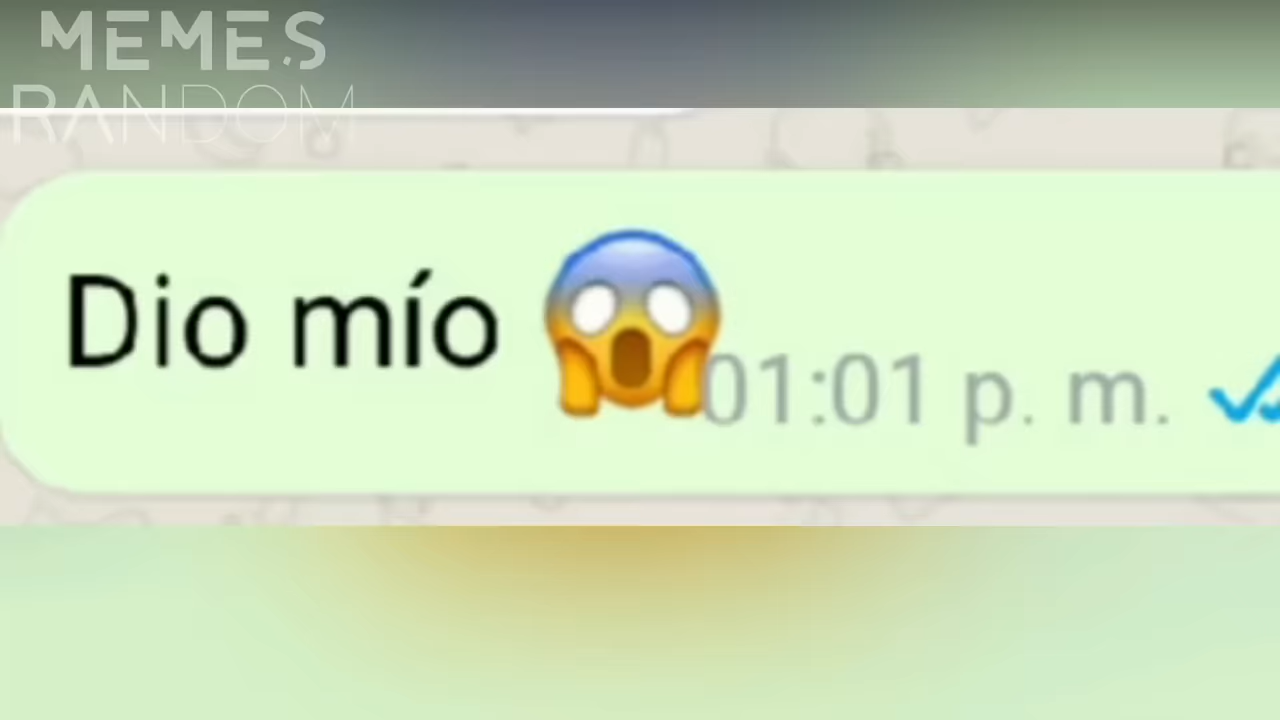 MEMES
RANDOM
Dio mío 😱
01:01 p. m.